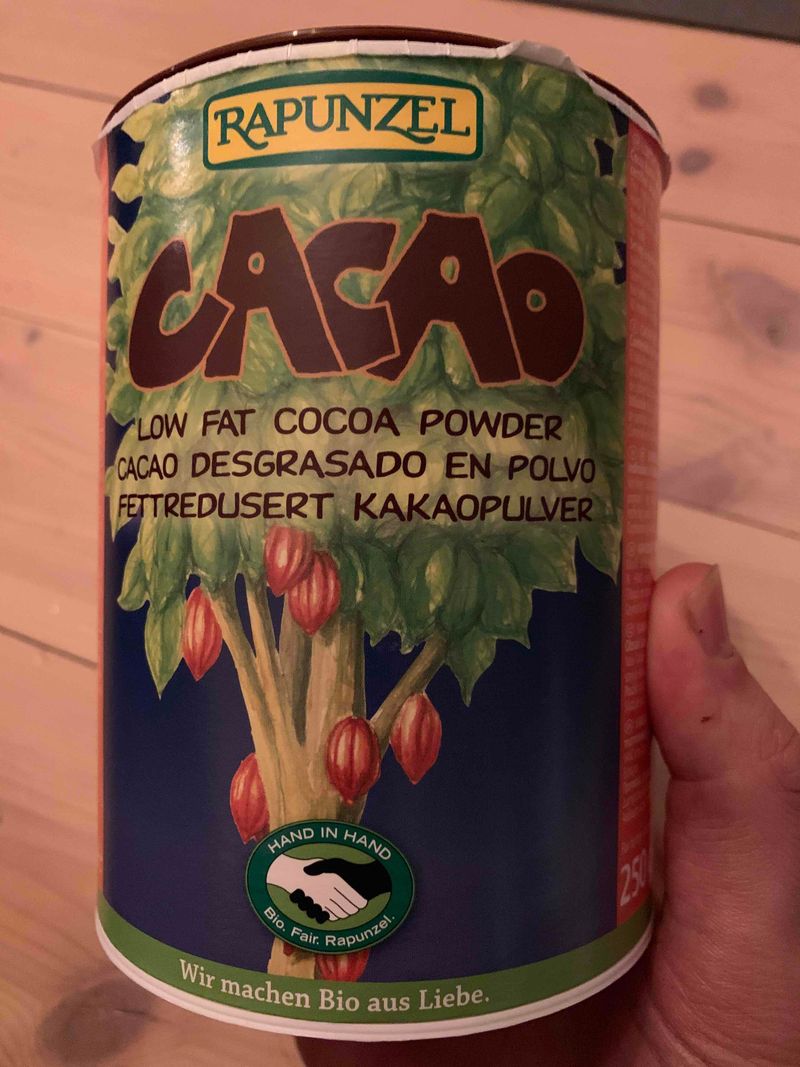 RAPUNZEL
CACAO
LOW FAT COCOA POWDER
CACAO DESGRASADO EN POLVO
FETTREDUSERT KAKAOPULVER
HAND IN HAND
Bio. Fair. Rapunzel.
Wir machen Bio aus Liebe.
250